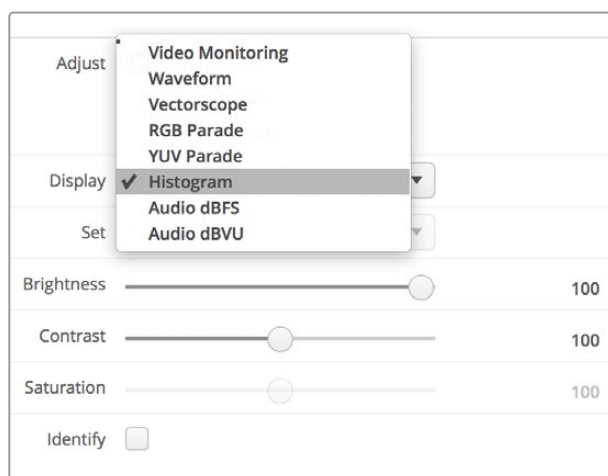 Adjust
Video Monitoring
Waveform
Vectorscope
RGB Parade
YUV Parade
Display ✓ Histogram
Audio dBFS
Set Audio dBVU
Brightness 100
Contrast 100
Saturation 100
Identify